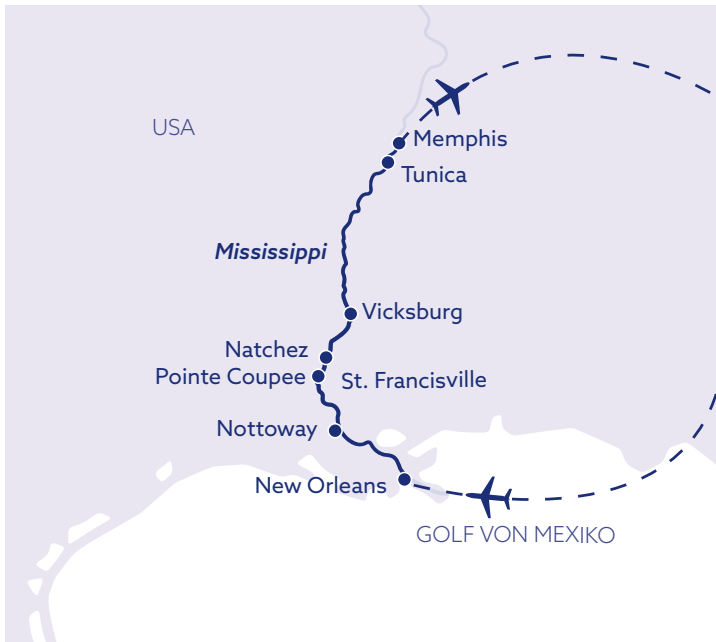 USA
Memphis
Tunica
Mississippi
Vicksburg
Natchez
Pointe Coupee
St. Francisville
Nottoway
New Orleans
GOLF VON MEXIKO